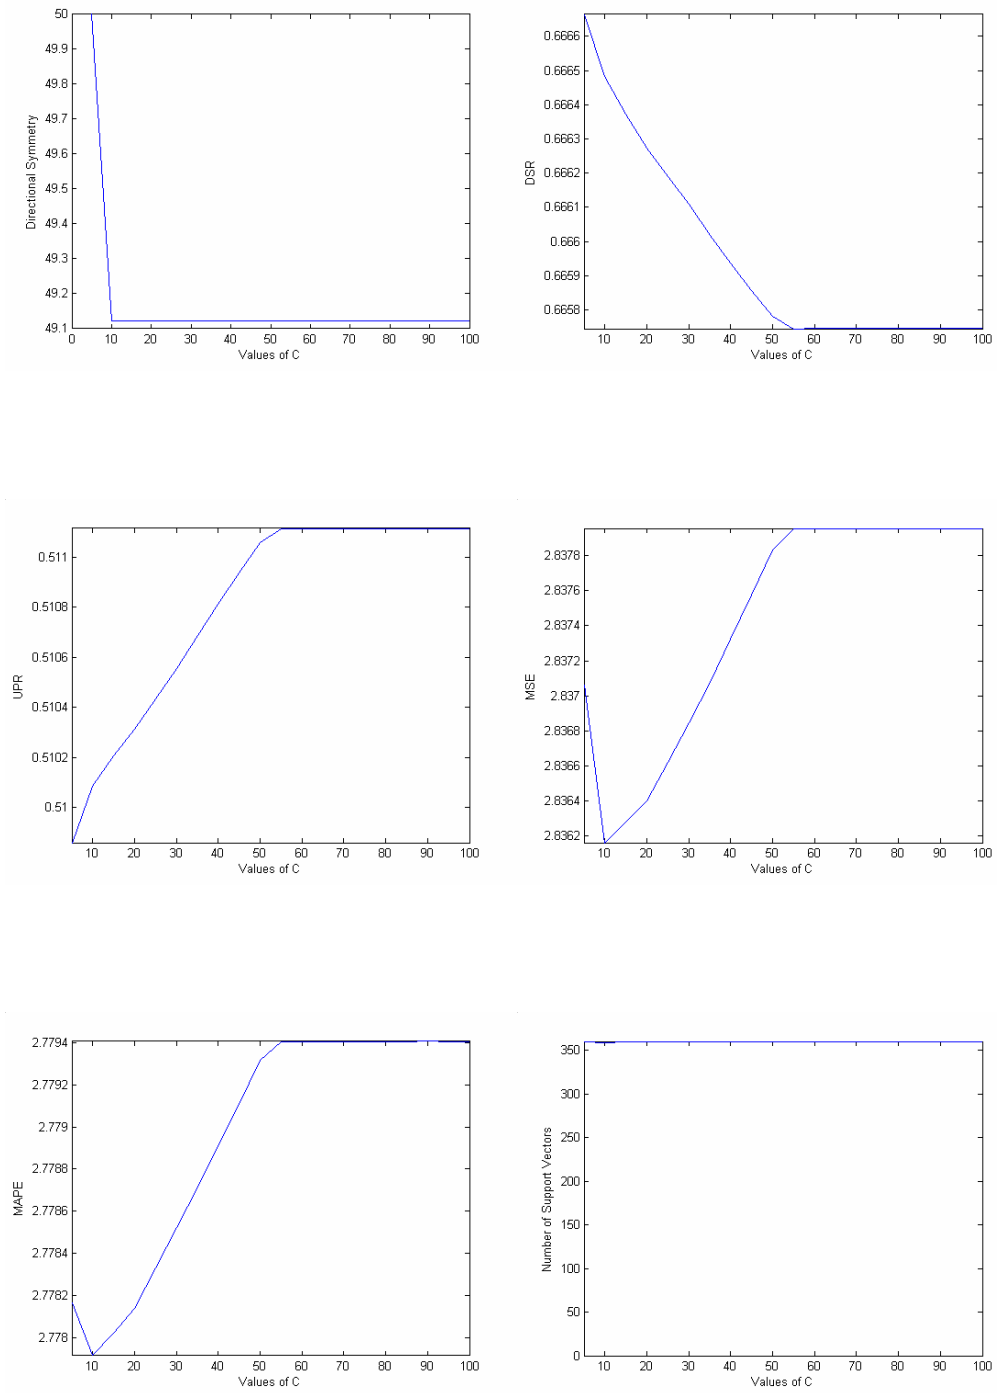 50
49.9
49.8
49.7
49.6
49.5
49.4
49.3
49.2
49.1
Directional Symmetry
0 10 20 30 40 50 60 70 80 90 100
Values of C
0.6666
0.6665
0.6664
0.6663
0.6662
0.6661
0.666
0.6659
0.6658
DSR
10 20 30 40 50 60 70 80 90 100
Values of C
0.511
0.5108
0.5106
0.5104
0.5102
0.51
UPR
10 20 30 40 50 60 70 80 90 100
Values of C
2.8378
2.8376
2.8374
2.8372
2.837
2.8368
2.8366
2.8364
2.8362
MSE
10 20 30 40 50 60 70 80 90 100
Values of C
2.7794
2.7792
2.779
2.7788
2.7786
2.7784
2.7782
2.778
MAPE
10 20 30 40 50 60 70 80 90 100
Values of C
350
300
250
200
150
100
50
0
Number of Support Vectors
10 20 30 40 50 60 70 80 90 100
Values of C